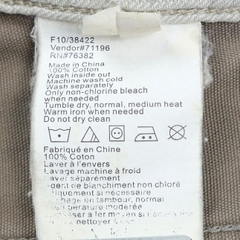 F10/38422
Vendor#71196
RN#76382
Made in China
100% Cotton
Wash inside out
Machine wash cold
Wash separately
Only non-chlorine bleach
when needed
Tumble dry, normal, medium heat
Warm iron when needed
Do not dry clean
Fabriqué en Chine
100% Coton
Laver à l'envers
Lavage machine à froid
Laver séparément
agent de blanchiment non chloré
si nécessaire
en tambour, normal
température moderée